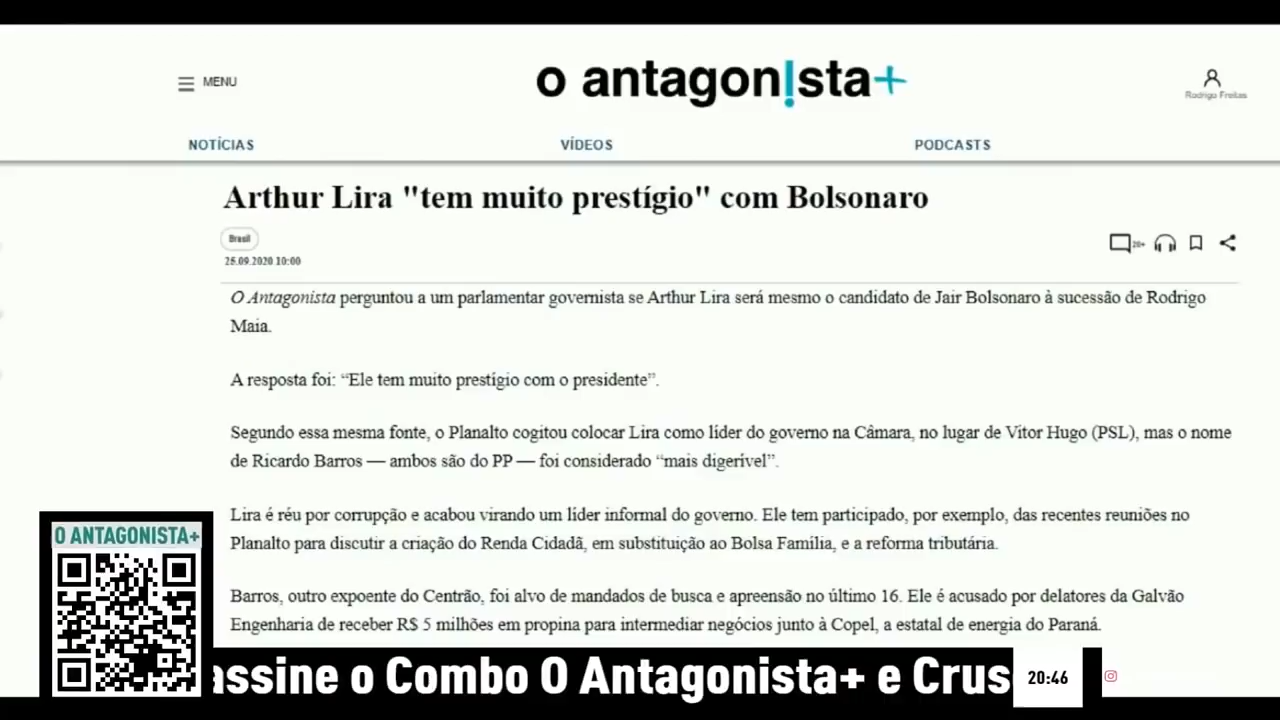 MENU
o antagon!sta+
Rodrigo Freitas
NOTÍCIAS
VÍDEOS
PODCASTS
Arthur Lira "tem muito prestígio" com Bolsonaro
Brasil
25.09.2020 10:00
20+
O Antagonista perguntou a um parlamentar governista se Arthur Lira será mesmo o candidato de Jair Bolsonaro à sucessão de Rodrigo
Maia.
A resposta foi: “Ele tem muito prestígio com o presidente”.
Segundo essa mesma fonte, o Planalto cogitou colocar Lira como líder do governo na Câmara, no lugar de Vitor Hugo (PSL), mas o nome
de Ricardo Barros — ambos são do PP — foi considerado “mais digerível”.
Lira é réu por corrupção e acabou virando um líder informal do governo. Ele tem participado, por exemplo, das recentes reuniões no
Planalto para discutir a criação do Renda Cidadã, em substituição ao Bolsa Família, e a reforma tributária.
Barros, outro expoente do Centrão, foi alvo de mandados de busca e apreensão no último 16. Ele é acusado por delatores da Galvão
Engenharia de receber R$ 5 milhões em propina para intermediar negócios junto à Copel, a estatal de energia do Paraná.
O ANTAGONISTA+
assine o Combo O Antagonista+ e Crus
20:46